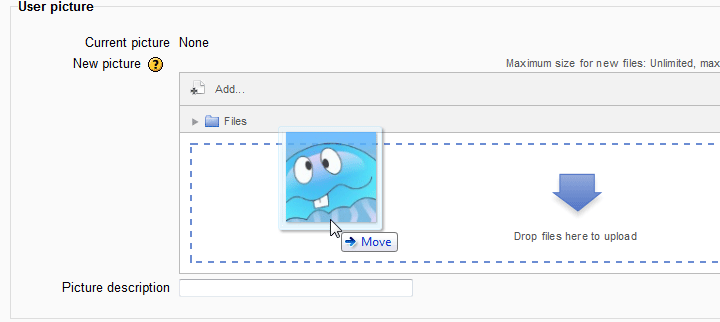 User picture
Current picture None
New picture ?
Maximum size for new files: Unlimited, max
Add...
Files
Move
Drop files here to upload
Picture description